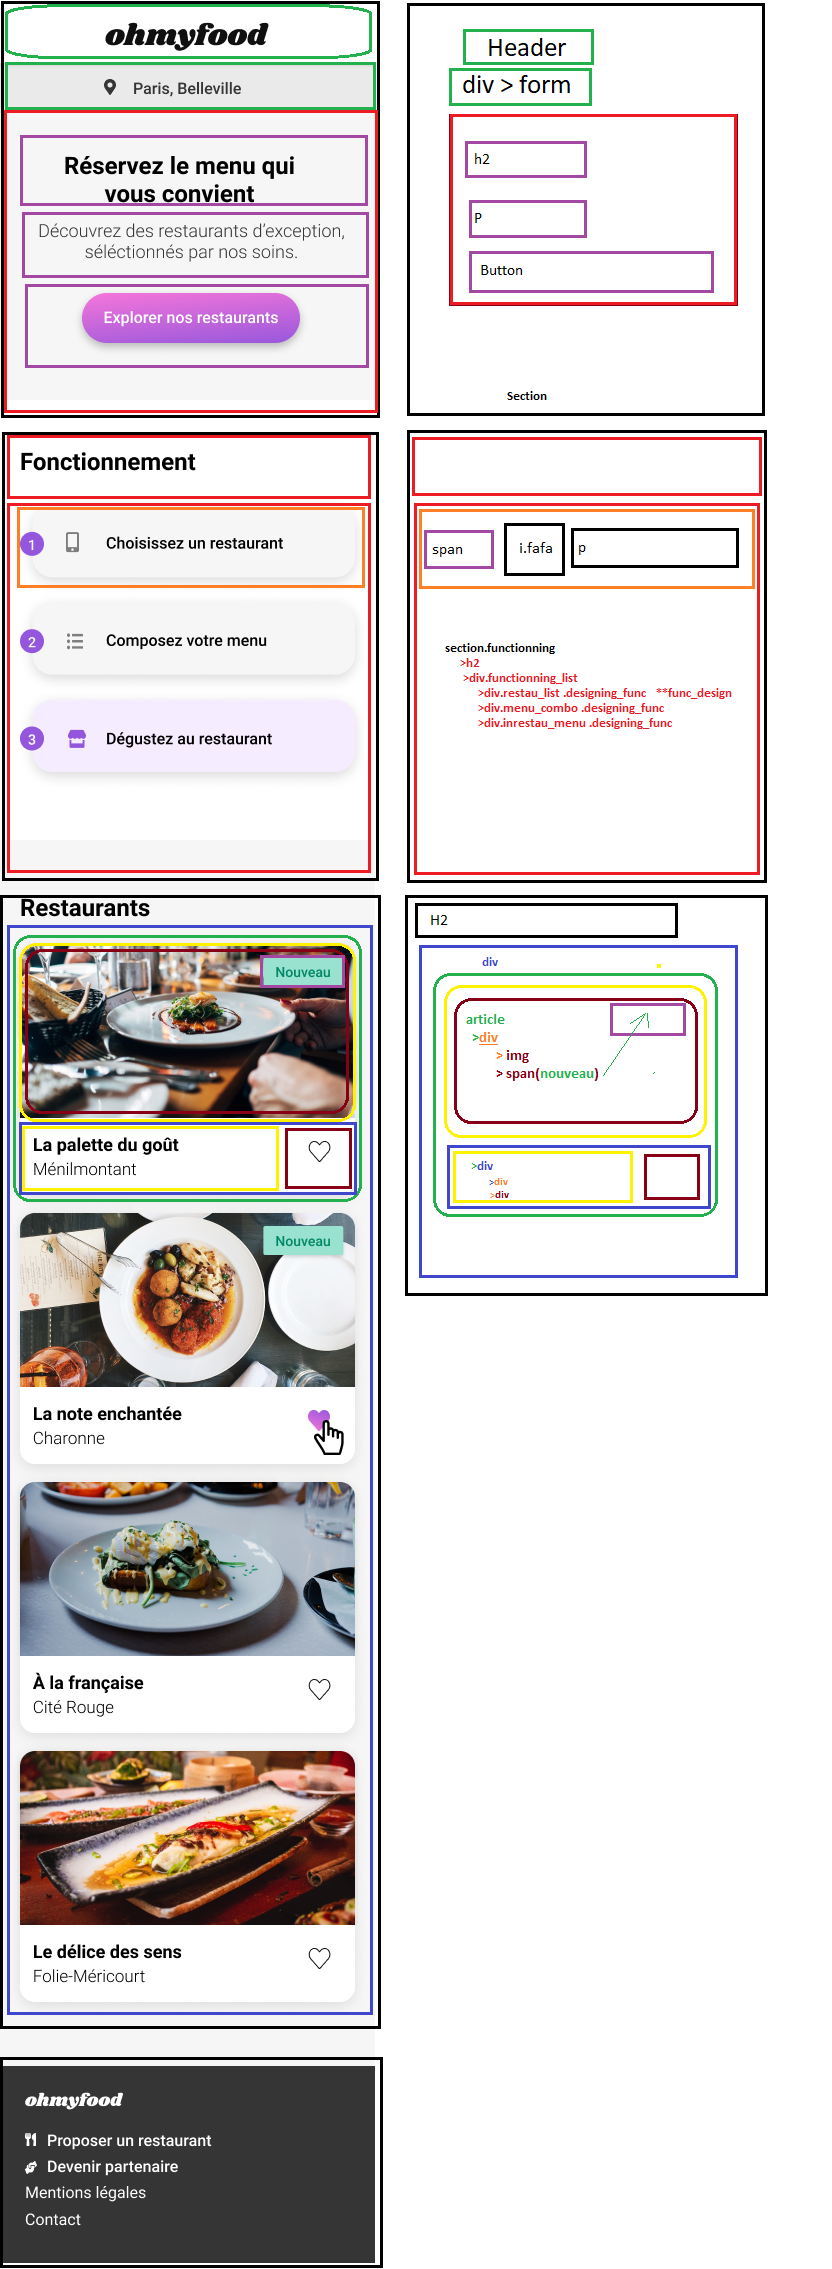 ohmyfood
Paris, Belleville
Réservez le menu qui
vous convient
Découvrez des restaurants d'exception,
séléctionnés par nos soins.
Explorer nos restaurants
Header
div > form
h2
P
Button
Section
Fonctionnement
1
Choisissez un restaurant
2
Composez votre menu
3
Dégustez au restaurant
span
i.fafa
p
section.functionning
>h2
>div.functionning_list
>div.restau_list .designing_func **func_design
>div.menu_combo .designing_func
>div.inrestau_menu .designing_func
Restaurants
Nouveau
La palette du goût
Ménilmontant
Nouveau
La note enchantée
Charonne
À la française
Cité Rouge
Le délice des sens
Folie-Méricourt
H2
div
article
>div
> img
> span(nouveau)
>div
>div
>div
ohmyfood
Proposer un restaurant
Devenir partenaire
Mentions légales
Contact